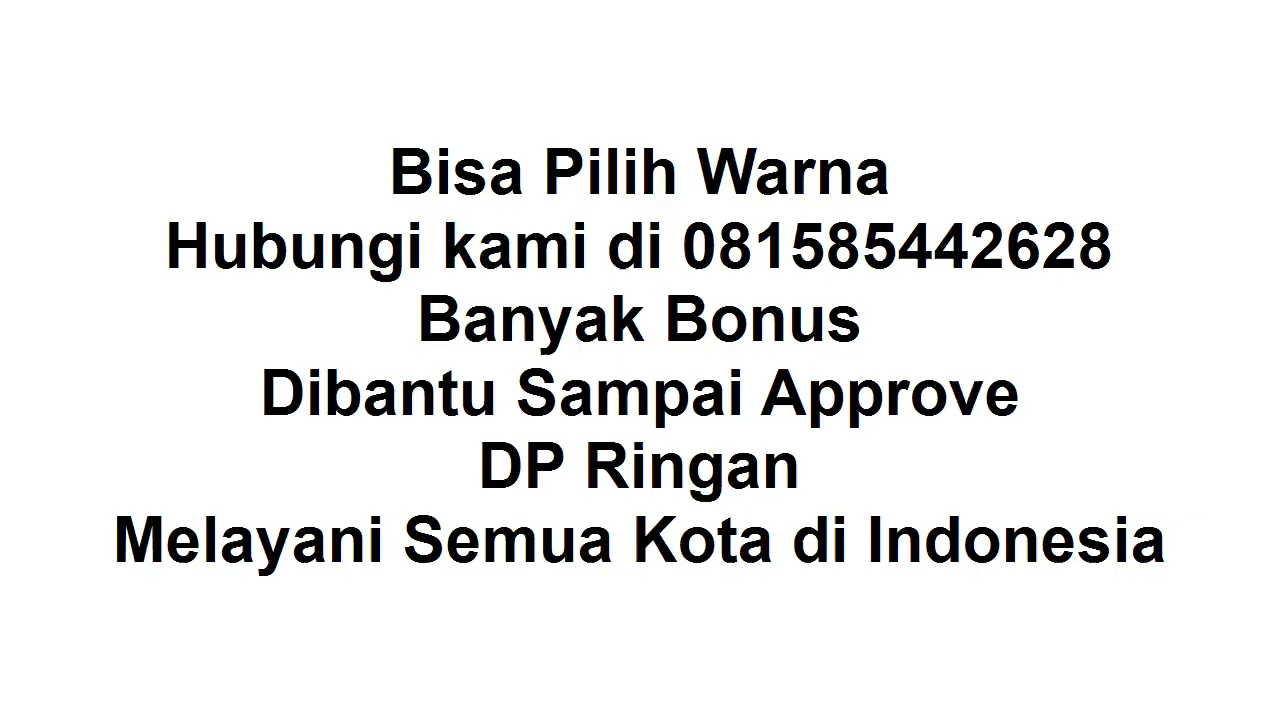 Bisa Pilih Warna
Hubungi kami di 081585442628
Banyak Bonus
Dibantu Sampai Approve
DP Ringan
Melayani Semua Kota di Indonesia